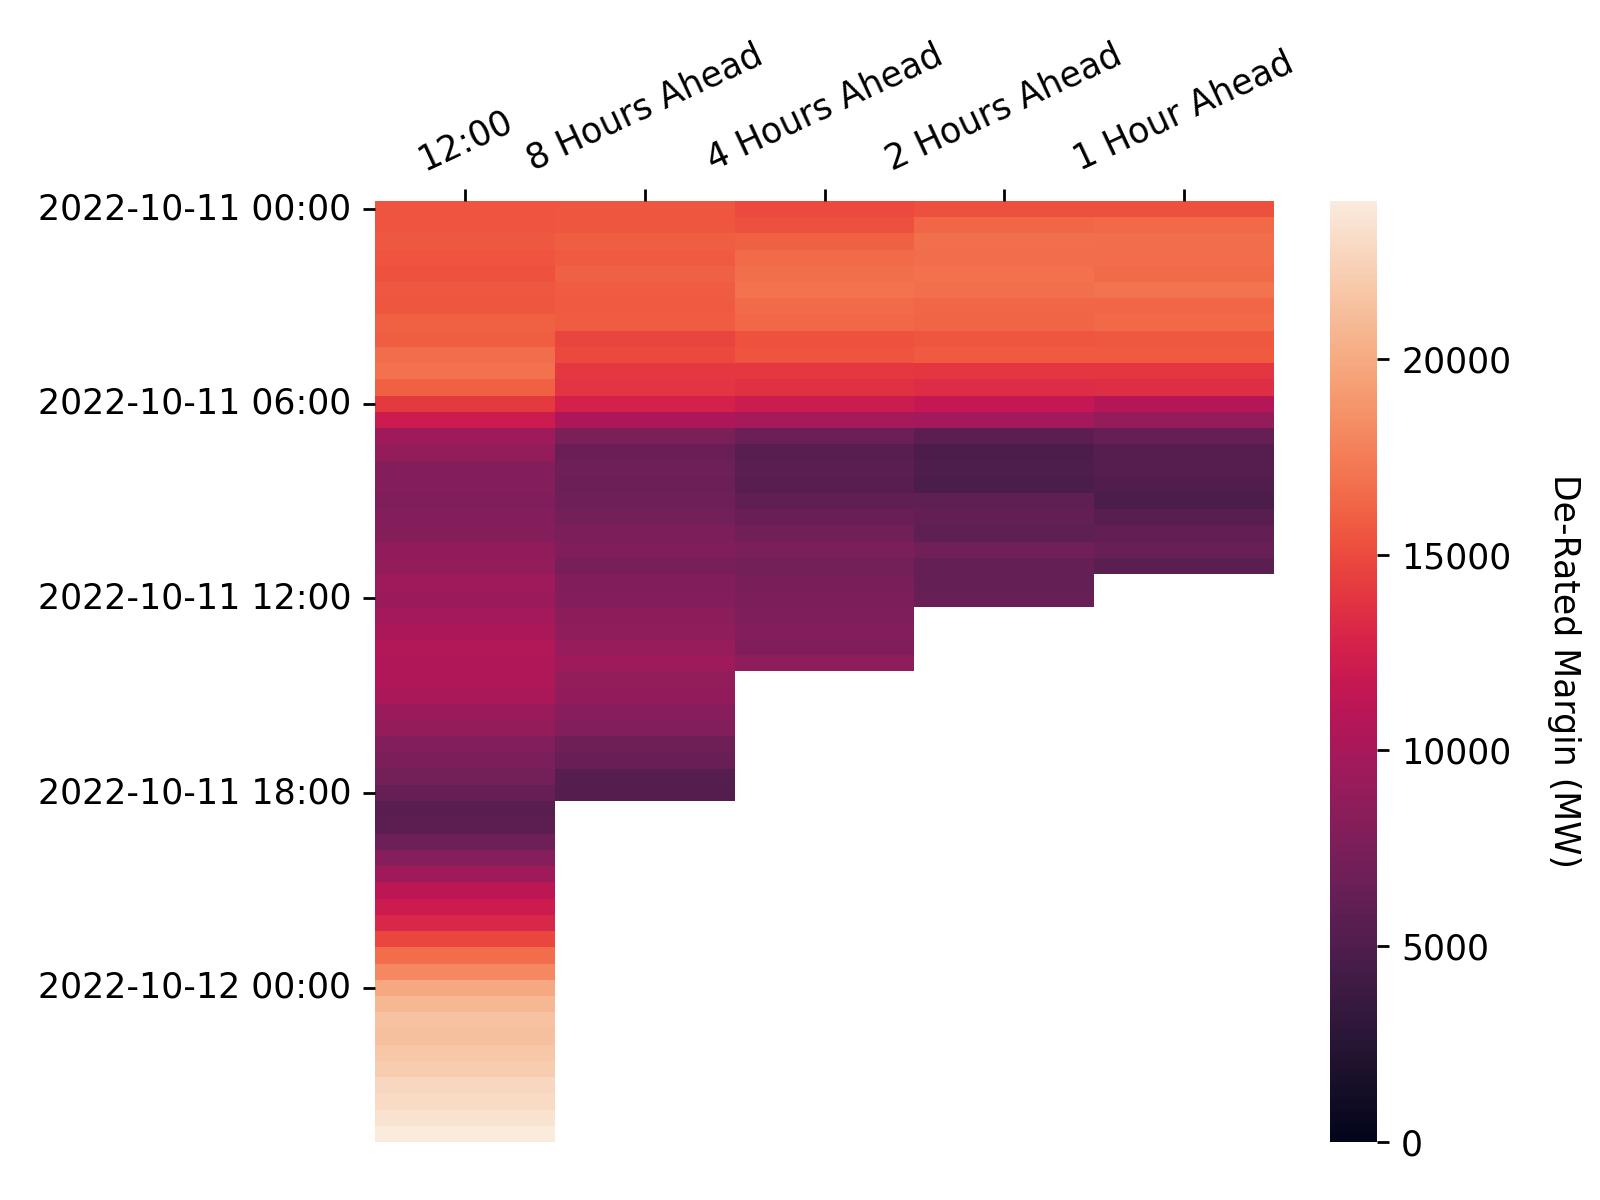 12:00
8 Hours Ahead
4 Hours Ahead
2 Hours Ahead
1 Hour Ahead
2022-10-11 00:00
2022-10-11 06:00
2022-10-11 12:00
2022-10-11 18:00
2022-10-12 00:00
20000
15000
10000
5000
0
De-Rated Margin (MW)